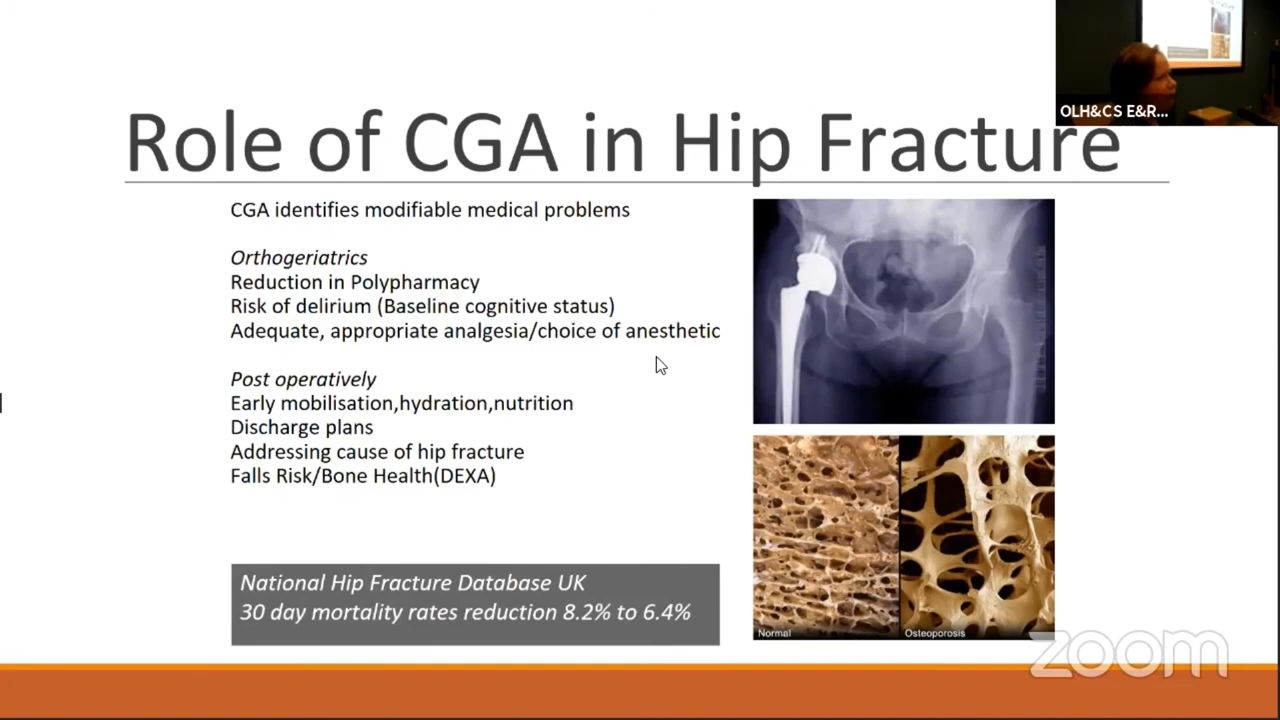 OLH&CS E&R...
Role of CGA in Hip Fracture
CGA identifies modifiable medical problems
Orthogeriatrics
Reduction in Polypharmacy
Risk of delirium (Baseline cognitive status)
Adequate, appropriate analgesia/choice of anesthetic
Post operatively
Early mobilisation,hydration,nutrition
Discharge plans
Addressing cause of hip fracture
Falls Risk/Bone Health(DEXA)
National Hip Fracture Database UK
30 day mortality rates reduction 8.2% to 6.4%
Normal
Osteoporosis
zoom